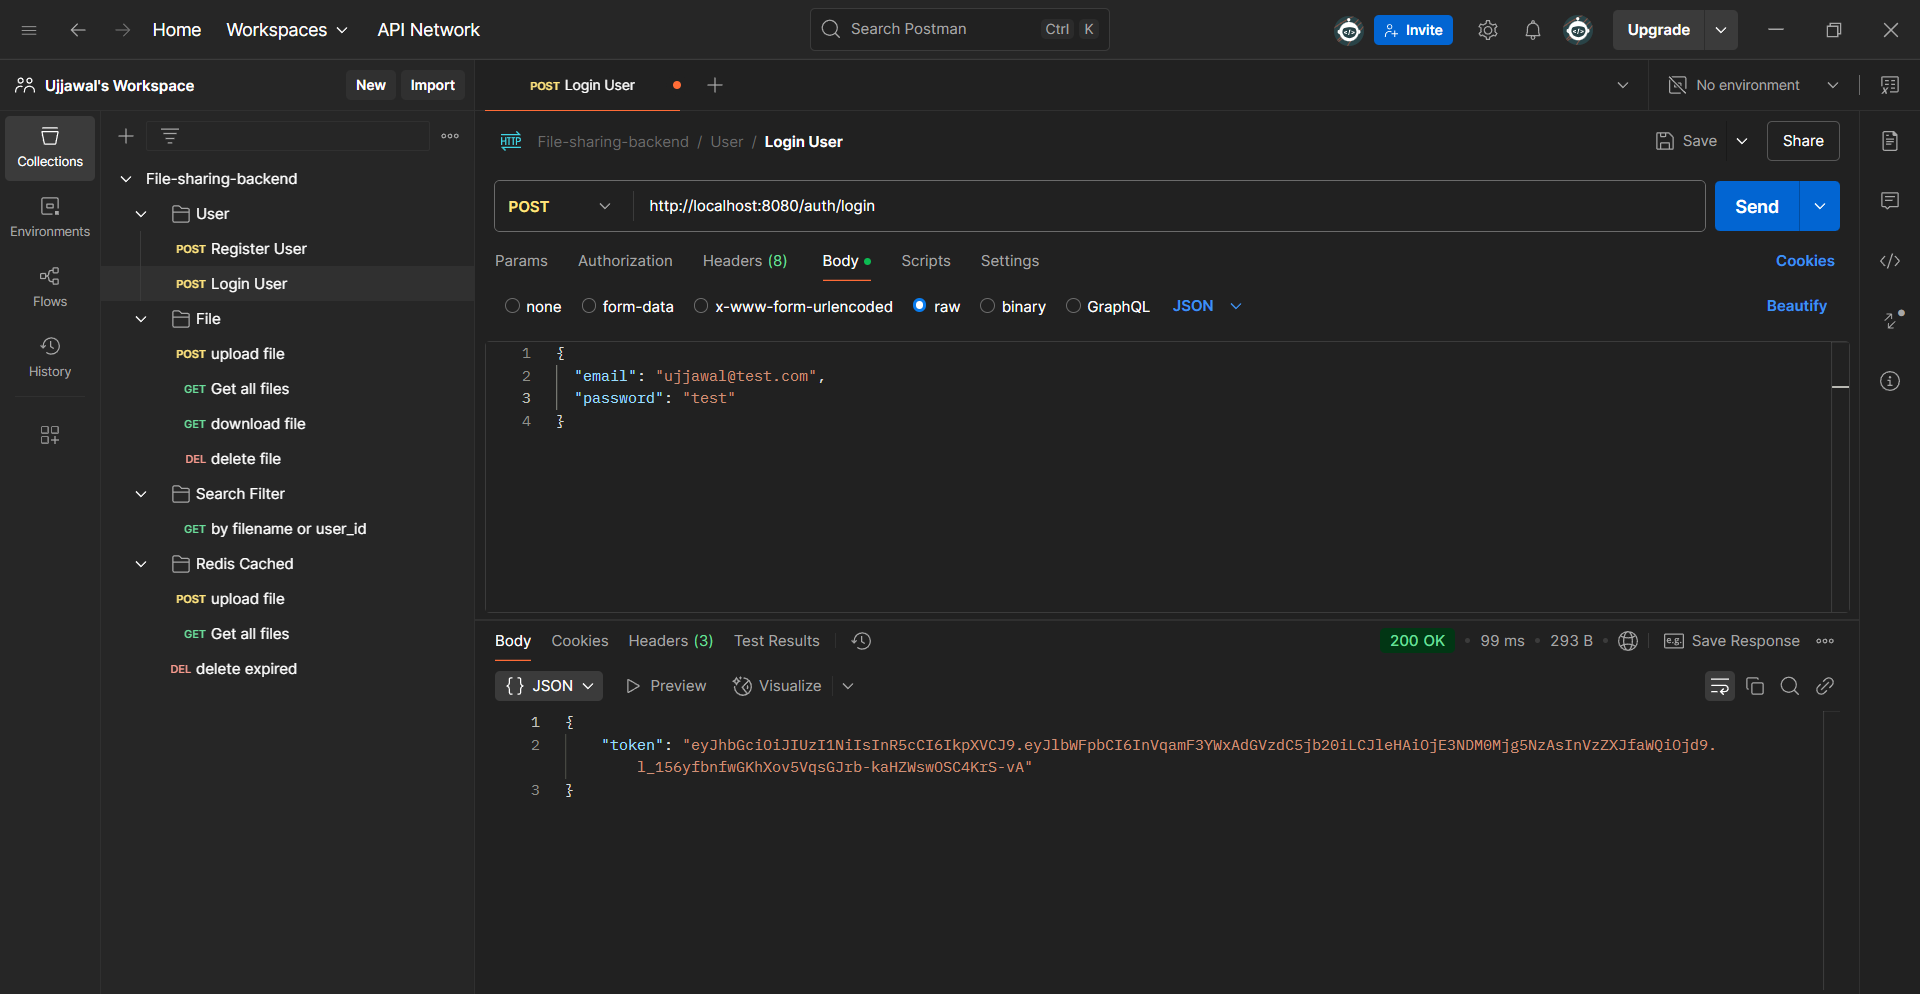 Home Workspaces API Network Search Postman Ctrl K Invite Upgrade
Ujjawal's Workspace New Import POST Login User No environment
Collections
Environments
Flows
History
File-sharing-backend
User
POST Register User
POST Login User
File
POST upload file
GET Get all files
GET download file
DEL delete file
Search Filter
GET by filename or user_id
Redis Cached
POST upload file
GET Get all files
DEL delete expired
HTTP File-sharing-backend / User / Login User Save Share
POST http://localhost:8080/auth/login Send
Params Authorization Headers (8) Body Scripts Settings Cookies
none form-data x-www-form-urlencoded raw binary GraphQL JSON Beautify
1 {
2 "email": "ujjawal@test.com",
3 "password": "test"
4 }
Body Cookies Headers (3) Test Results 200 OK 99 ms 293 B e.g. Save Response
{} JSON Preview Visualize
1 {
2 "token": "eyJhbGciOiJIUzI1NiIsInR5cCI6IkpXVCJ9.eyJlbWFpbCI6InVqamF3YWxAdGVzdC5jb20iLCJleHAiOjE3NDM0Mjg5NzAsInVzZXJfaWQiOjd9.
l_156yfbnfwGKhXov5VqsGJrb-kaHZWswOSC4KrS-vA"
3 }